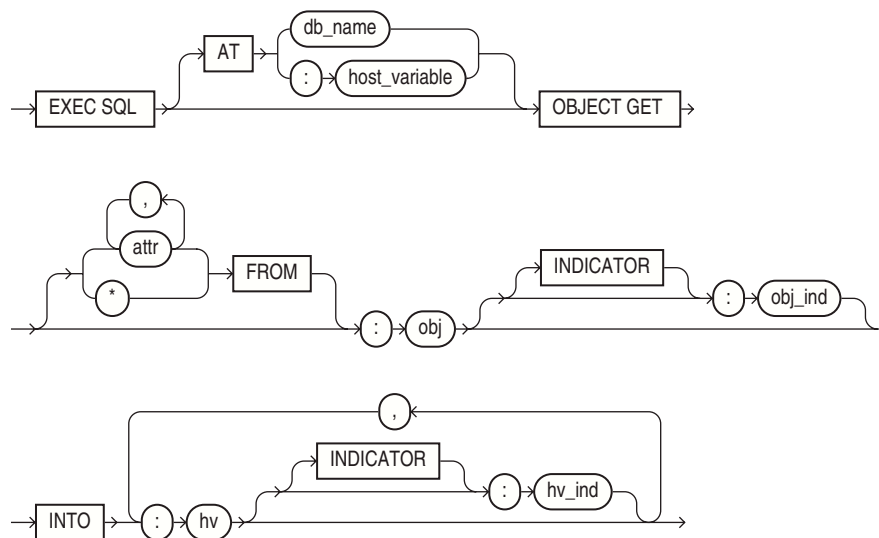 db_name
AT
: host_variable
EXEC SQL OBJECT GET
,
attr
* FROM INDICATOR
: obj_ind
: obj
,
INDICATOR
: hv_ind
INTO : hv